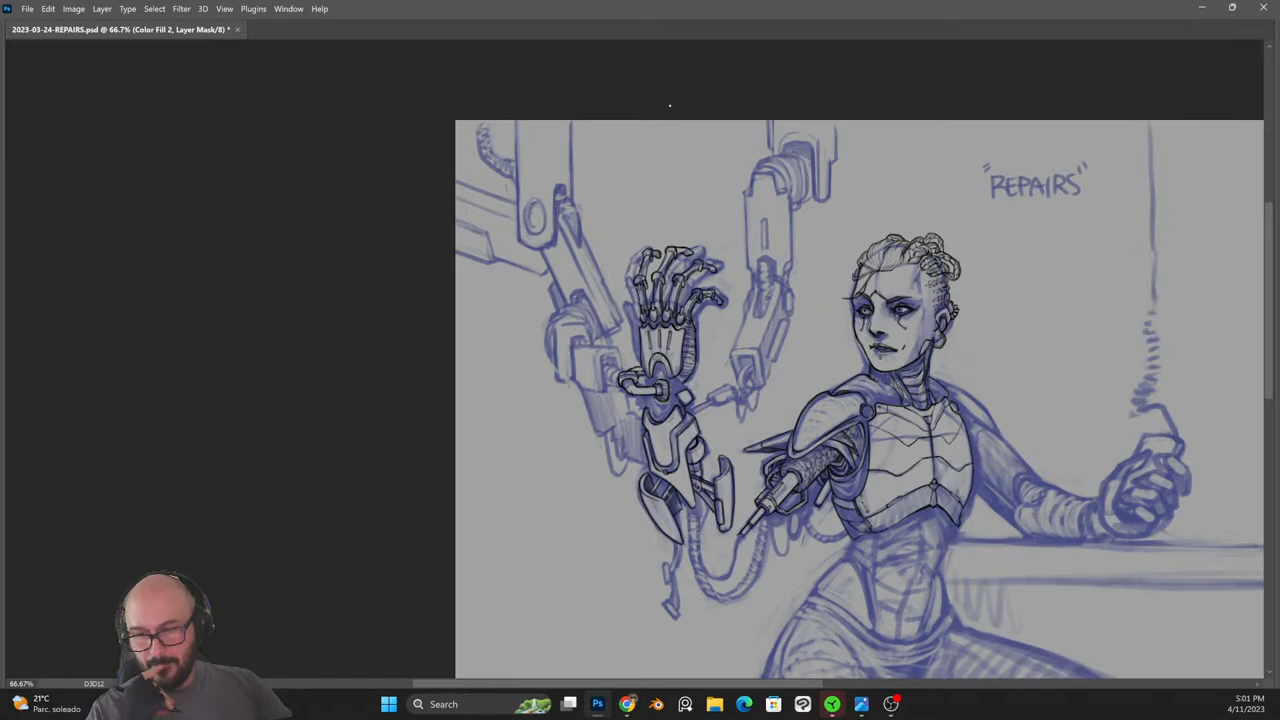 File Edit Image Layer Type Select Filter 3D View Plugins Window Help
2023-03-24-REPAIRS.psd @ 66.7% (Color Fill 2, Layer Mask/8) *
"REPAIRS"
66.67% D3D12
21°C
Parc. soleado
Search
5:01 PM
4/11/2023